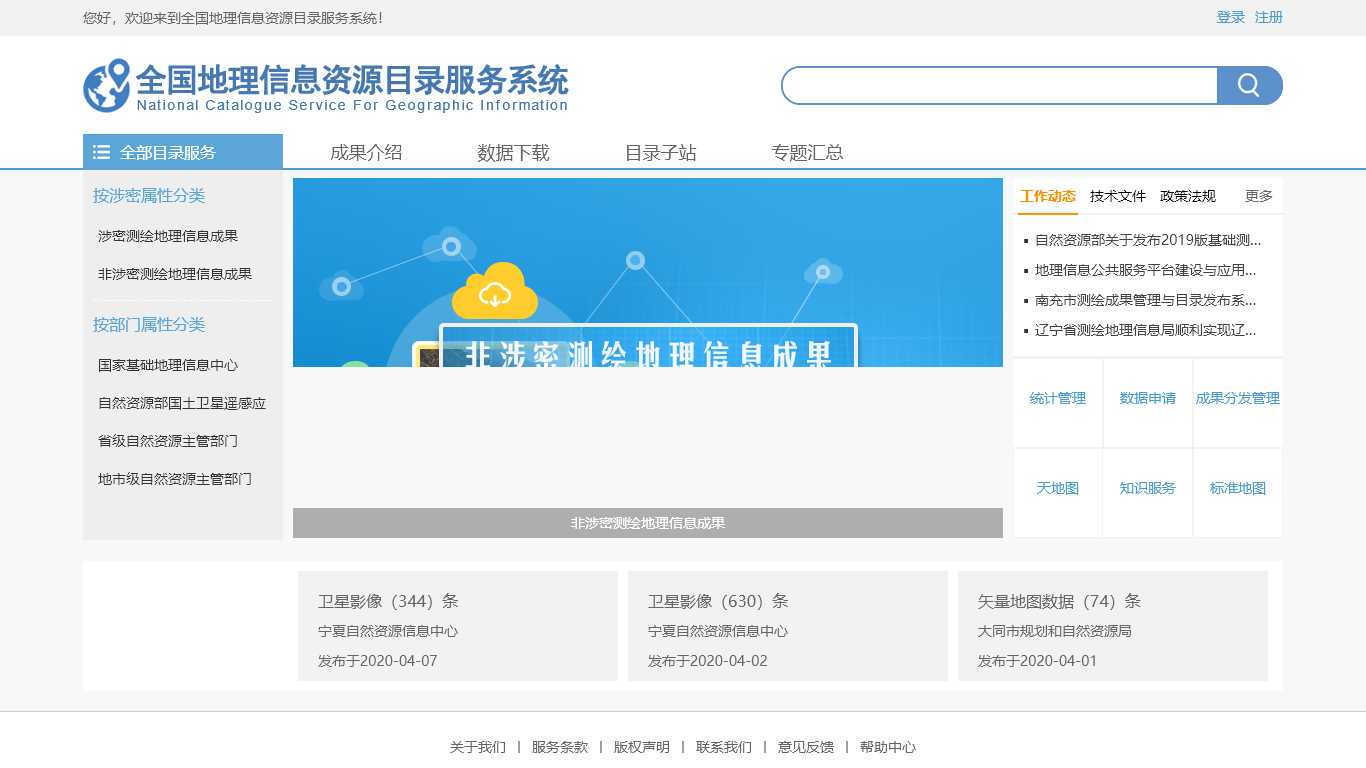 您好，欢迎来到全国地理信息资源目录服务系统！
登录 注册
全国地理信息资源目录服务系统
National Catalogue Service For Geographic Information
全部目录服务 成果介绍 数据下载 目录子站 专题汇总
按涉密属性分类
涉密测绘地理信息成果
非涉密测绘地理信息成果
按部门属性分类
国家基础地理信息中心
自然资源部国土卫星遥感应
省级自然资源主管部门
地市级自然资源主管部门
非涉密测绘地理信息成果
非涉密测绘地理信息成果
工作动态 技术文件 政策法规 更多
自然资源部关于发布2019版基础测...
地理信息公共服务平台建设与应用...
南充市测绘成果管理与目录发布系...
辽宁省测绘地理信息局顺利实现辽...
统计管理 数据申请 成果分发管理
天地图 知识服务 标准地图
卫星影像（344）条
宁夏自然资源信息中心
发布于2020-04-07
卫星影像（630）条
宁夏自然资源信息中心
发布于2020-04-02
矢量地图数据（74）条
大同市规划和自然资源局
发布于2020-04-01
关于我们 | 服务条款 | 版权声明 | 联系我们 | 意见反馈 | 帮助中心